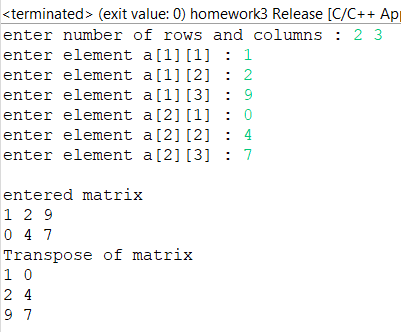 <terminated> (exit value: 0) homework3 Release [C/C++ App
enter number of rows and columns : 2 3
enter element a[1][1] : 1
enter element a[1][2] : 2
enter element a[1][3] : 9
enter element a[2][1] : 0
enter element a[2][2] : 4
enter element a[2][3] : 7
entered matrix
1 2 9
0 4 7
Transpose of matrix
1 0
2 4
9 7